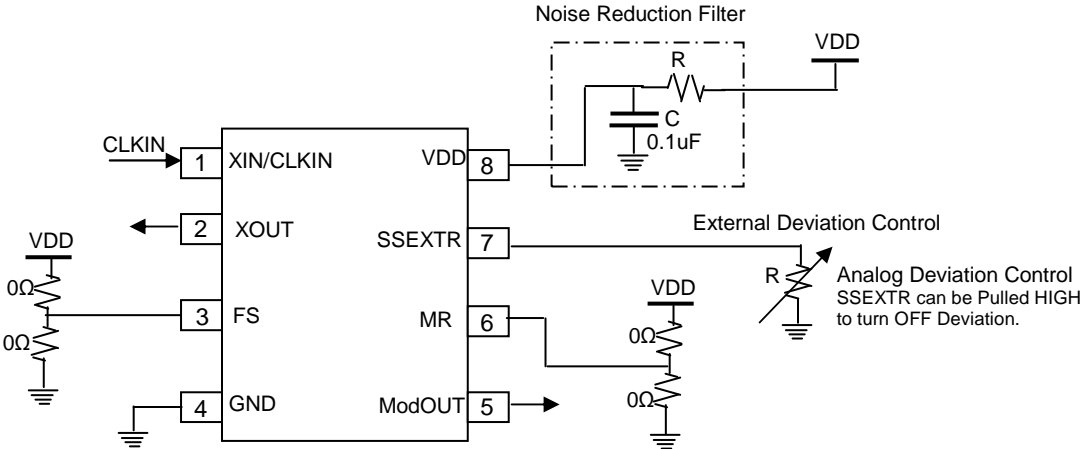 Noise Reduction Filter
VDD
R
C
0.1uF
CLKIN
1
XIN/CLKIN
VDD
8
2
XOUT
SSEXTR
7
External Deviation Control
R
Analog Deviation Control
SSEXTR can be Pulled HIGH
to turn OFF Deviation.
VDD
0Ω
0Ω
3
FS
MR
6
VDD
0Ω
0Ω
4
GND
ModOUT
5